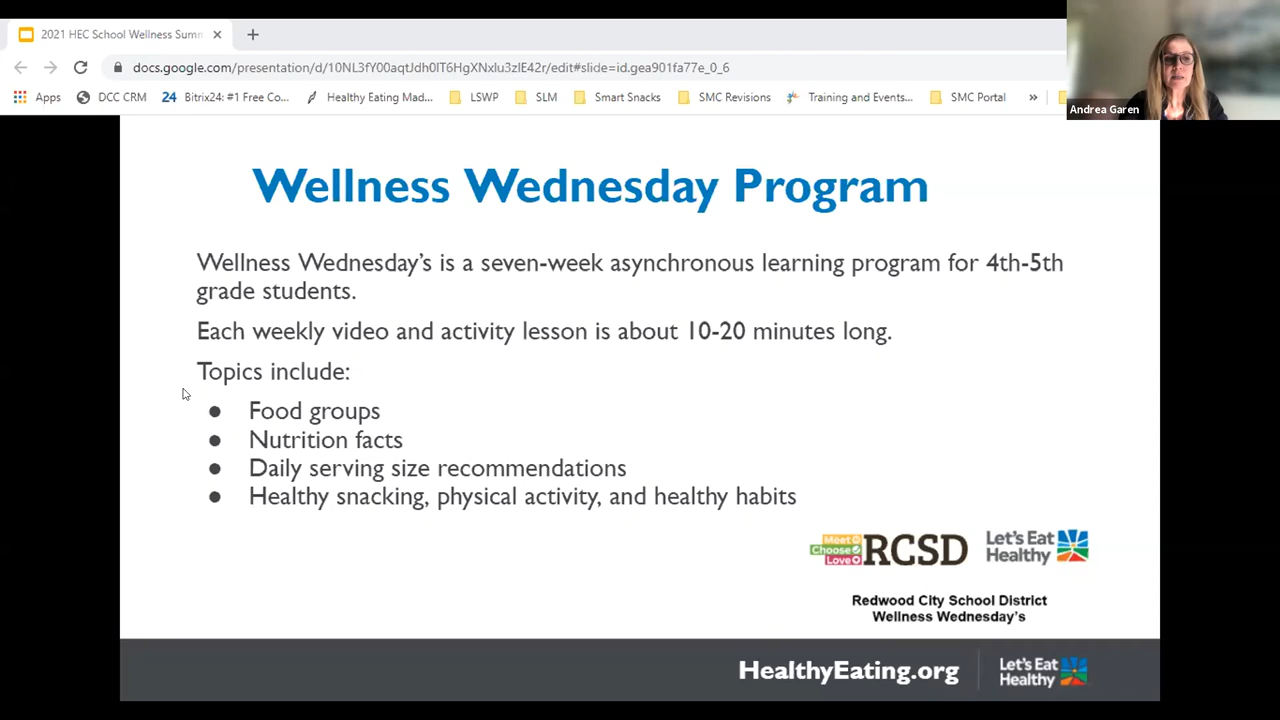 2021 HEC School Wellness Sum
docs.google.com/presentation/d/10NL3fY00aqtJdh0lT6HgXNxlu3zlE42r/edit#slide=id.gea901fa77e_0_6
Apps DCC CRM 24 Bitrix24: #1 Free Co... Healthy Eating Mad... LSWP SLM Smart Snacks SMC Revisions Training and Events... SMC Portal »
Andrea Garen
Wellness Wednesday Program
Wellness Wednesday's is a seven-week asynchronous learning program for 4th-5th
grade students.
Each weekly video and activity lesson is about 10-20 minutes long.
Topics include:
● Food groups
● Nutrition facts
● Daily serving size recommendations
● Healthy snacking, physical activity, and healthy habits
Meet
Choose
Love
RCSD
Let's Eat
Healthy
Redwood City School District
Wellness Wednesday's
HealthyEating.org
Let's Eat
Healthy